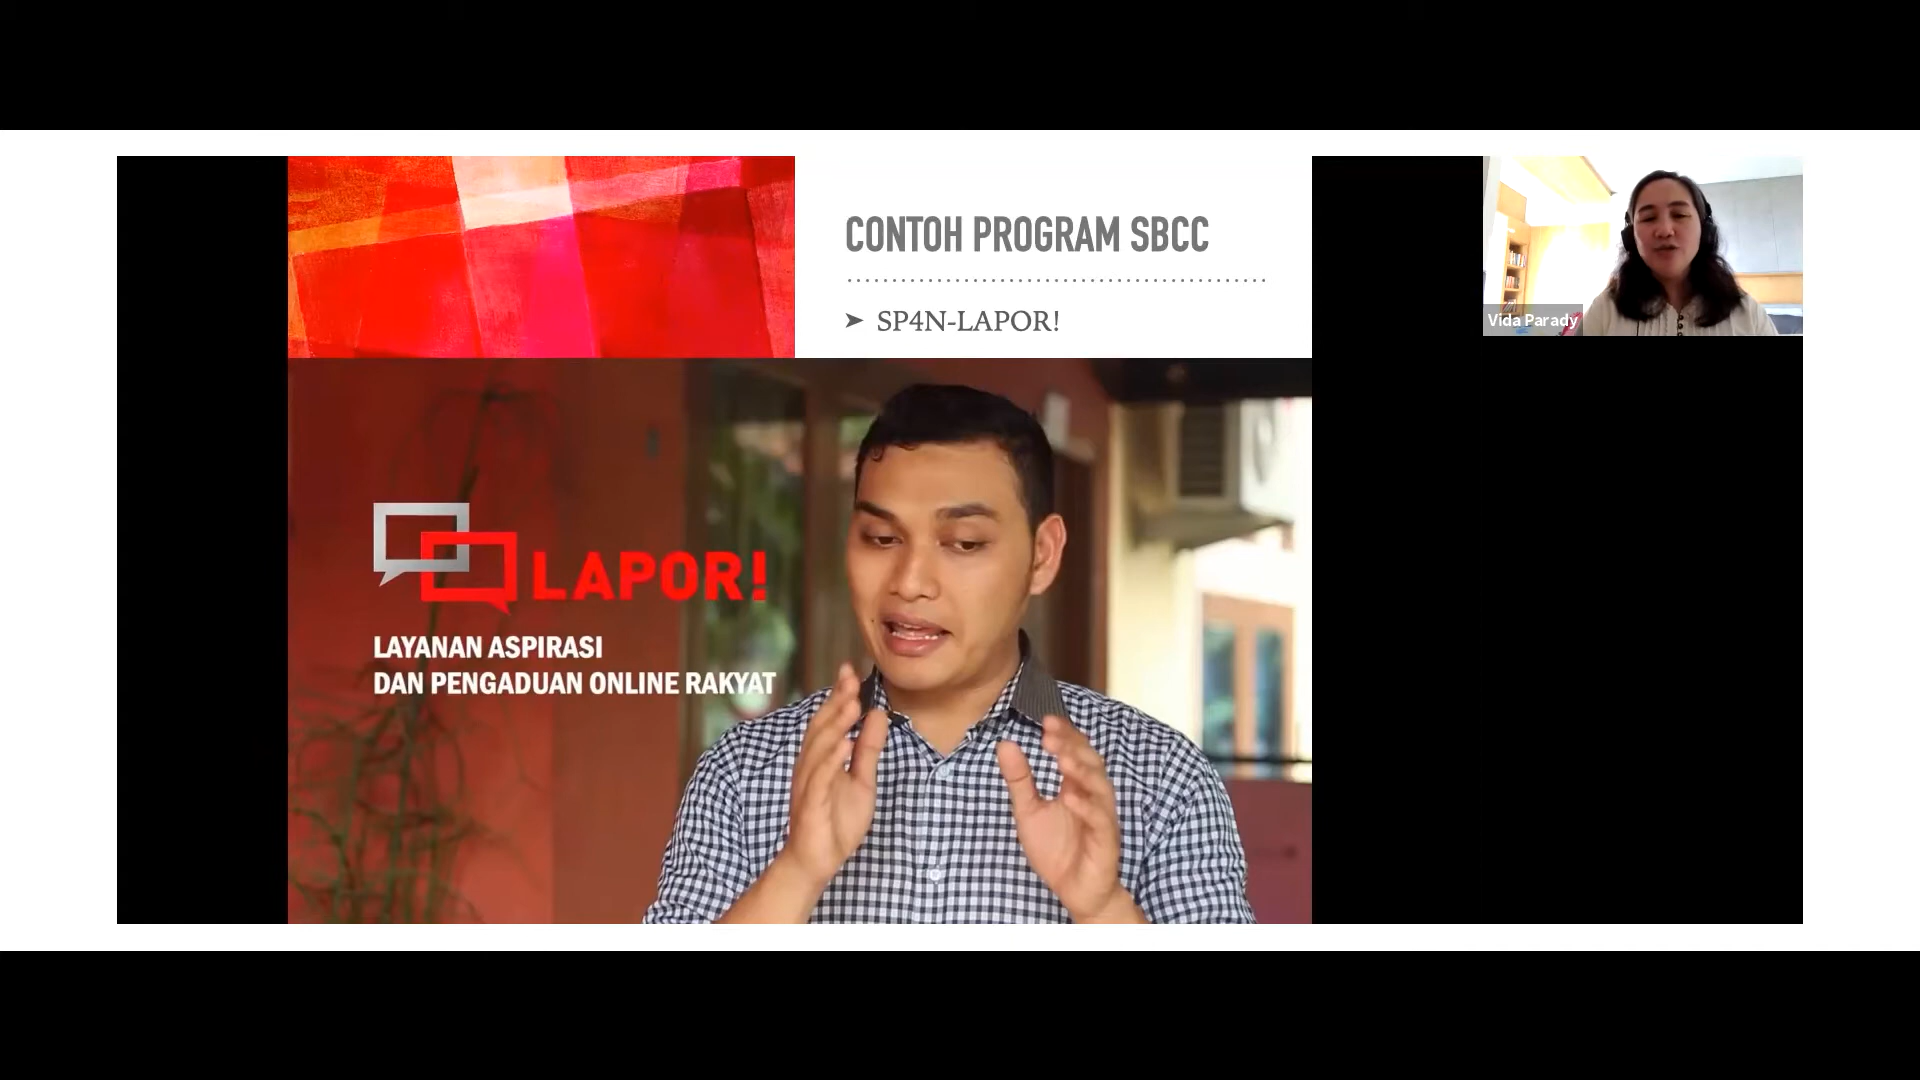 CONTOH PROGRAM SBCC
➤ SP4N-LAPOR!
Vida Parady
LAPOR!
LAYANAN ASPIRASI
DAN PENGADUAN ONLINE RAKYAT